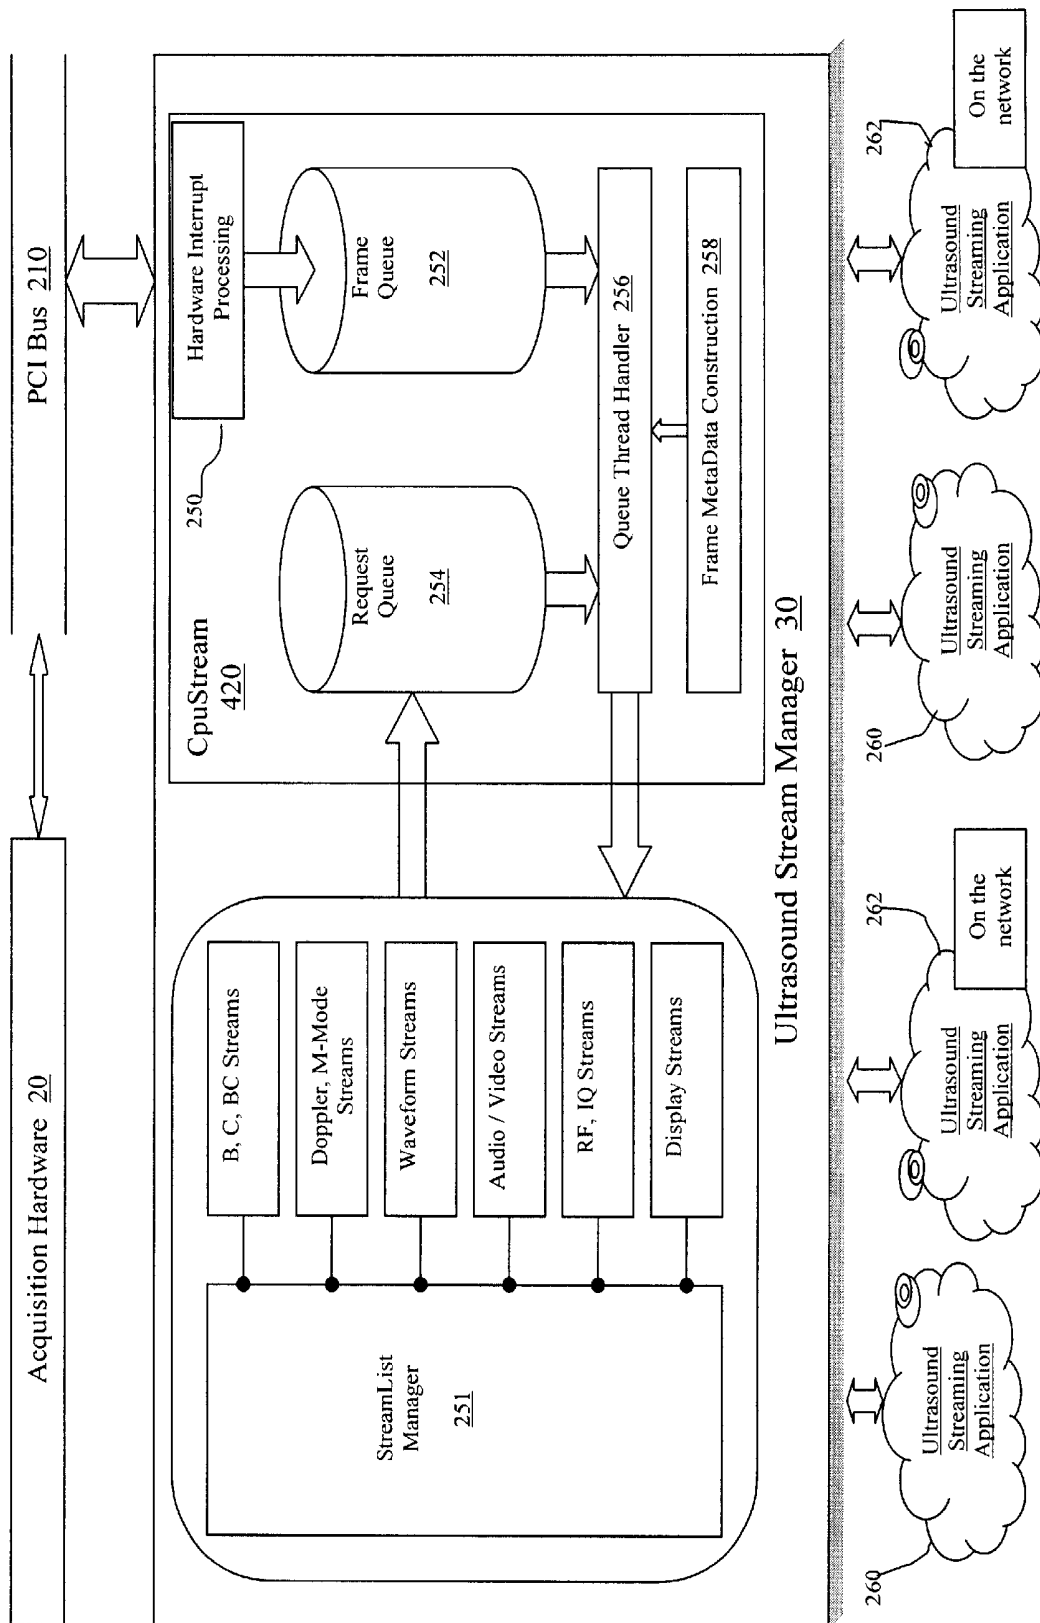 Acquisition Hardware 20
PCI Bus 210
StreamList
Manager
251
B, C, BC Streams
Doppler, M-Mode
Streams
Waveform Streams
Audio / Video Streams
RF, IQ Streams
Display Streams
CpuStream
420
250
Hardware Interrupt
Processing
Request
Queue
254
Frame
Queue
252
Queue Thread Handler 256
Frame MetaData Construction 258
Ultrasound Stream Manager 30
260
Ultrasound
Streaming
Application
262
Ultrasound
Streaming
Application
On the
network
260
Ultrasound
Streaming
Application
262
Ultrasound
Streaming
Application
On the
network